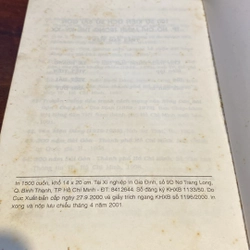 In 1500 cuốn, khổ 14 x 20 cm. Tại Xí nghiệp in Gia Định, số 9D Nơ Trang Long,
Q. Bình Thạnh, TP Hồ Chí Minh - ĐT: 8412644. Số đăng ký KHXB 1133/50. Do
Cục Xuất bản cấp ngày 27.9.2000 và giấy trích ngang KHXB số 1195/2000. In
xong và nộp lưu chiểu tháng 4 năm 2001.